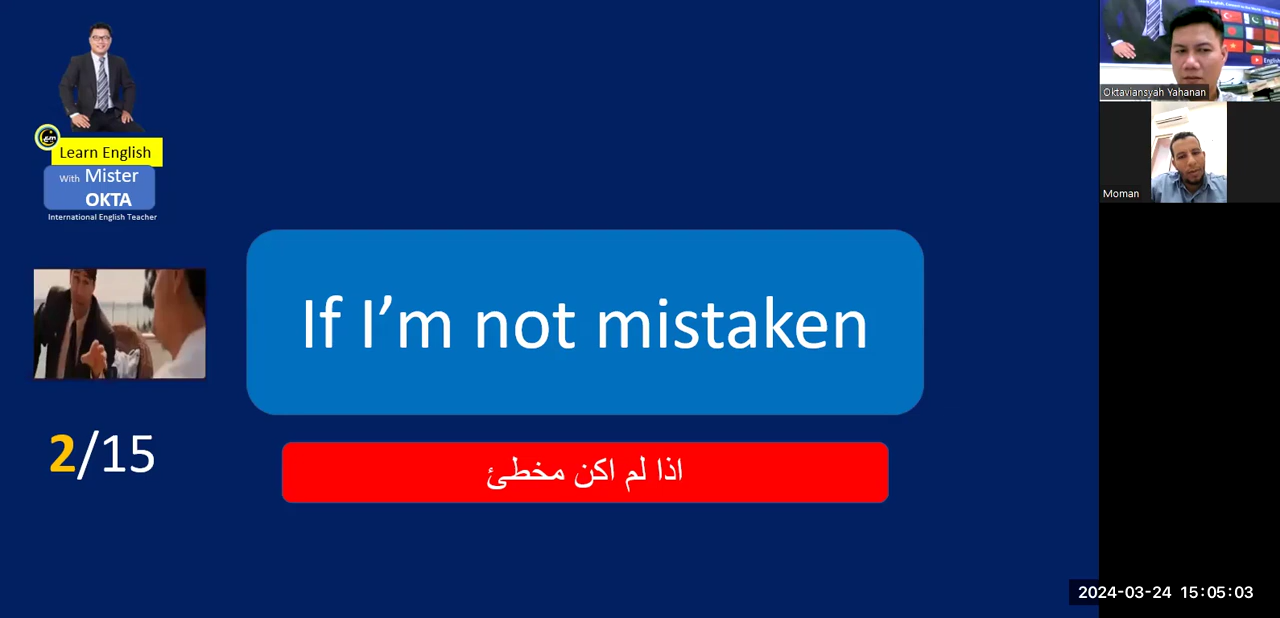 Learn English
With Mister
OKTA
International English Teacher
If I’m not mistaken
2/15
اذا لم اكن مخطئ
Oktaviansyah Yahanan
Moman
2024-03-24 15:05:03